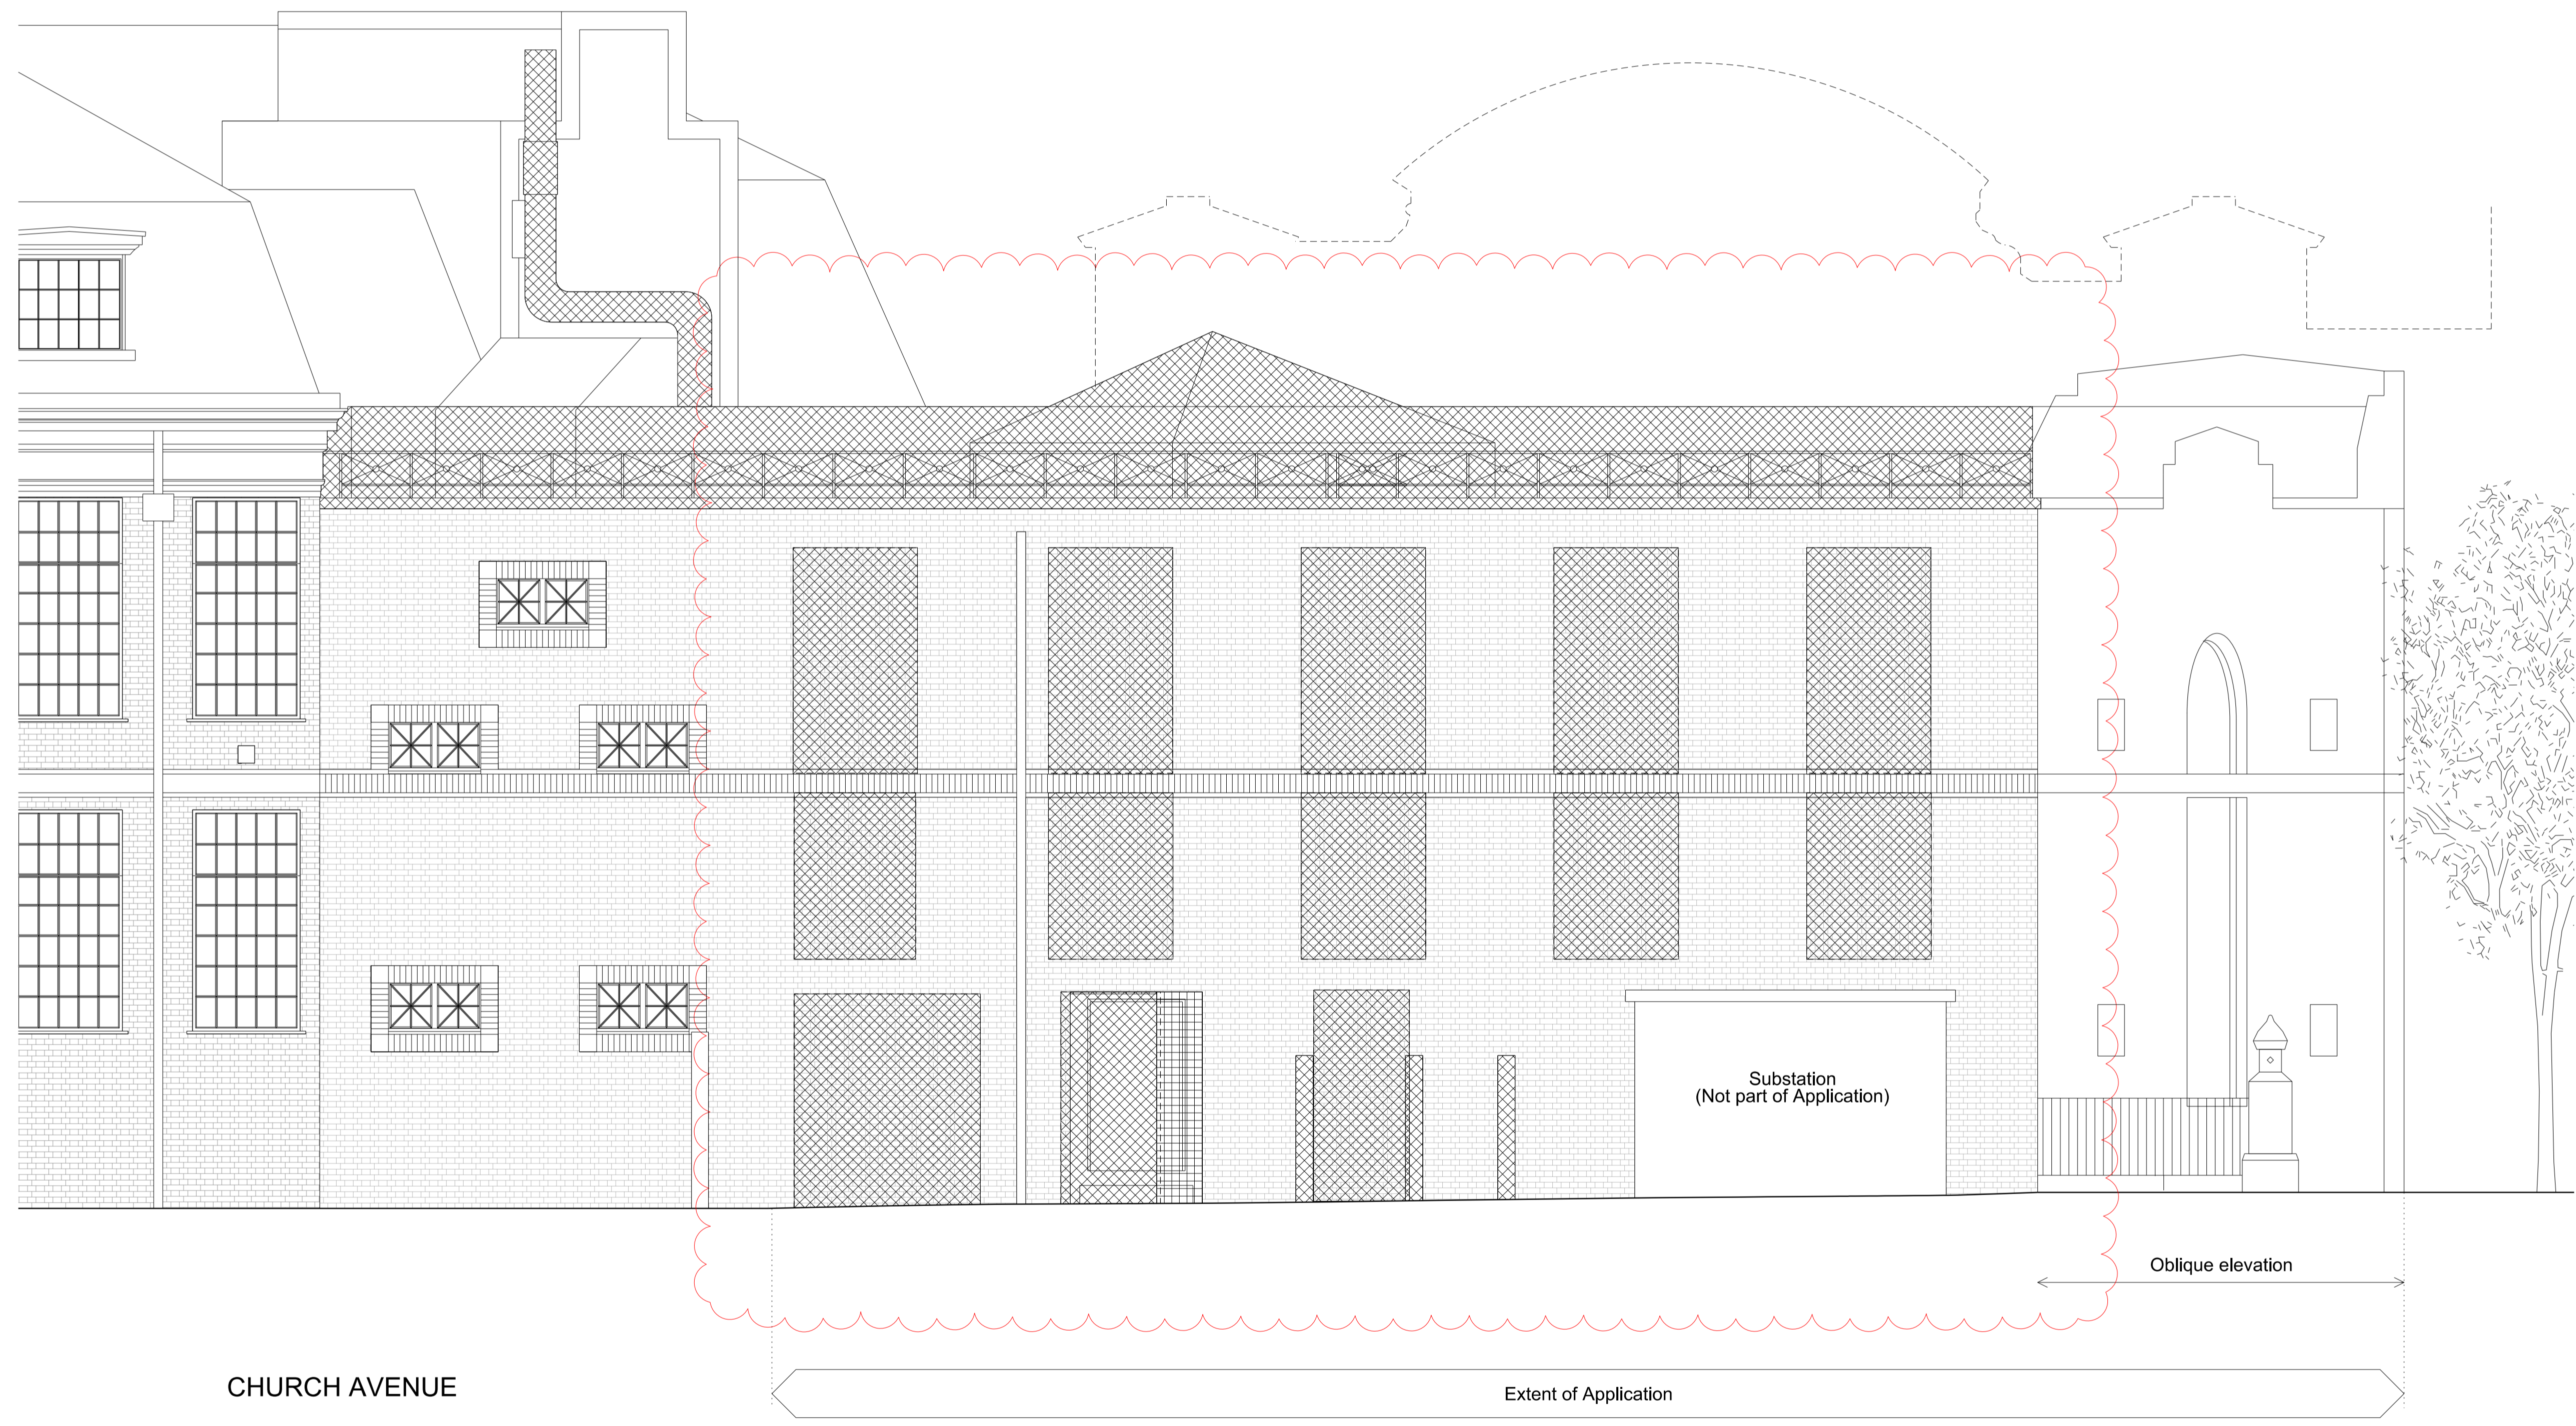 Substation
(Not part of Application)
Oblique elevation
CHURCH AVENUE
Extent of Application